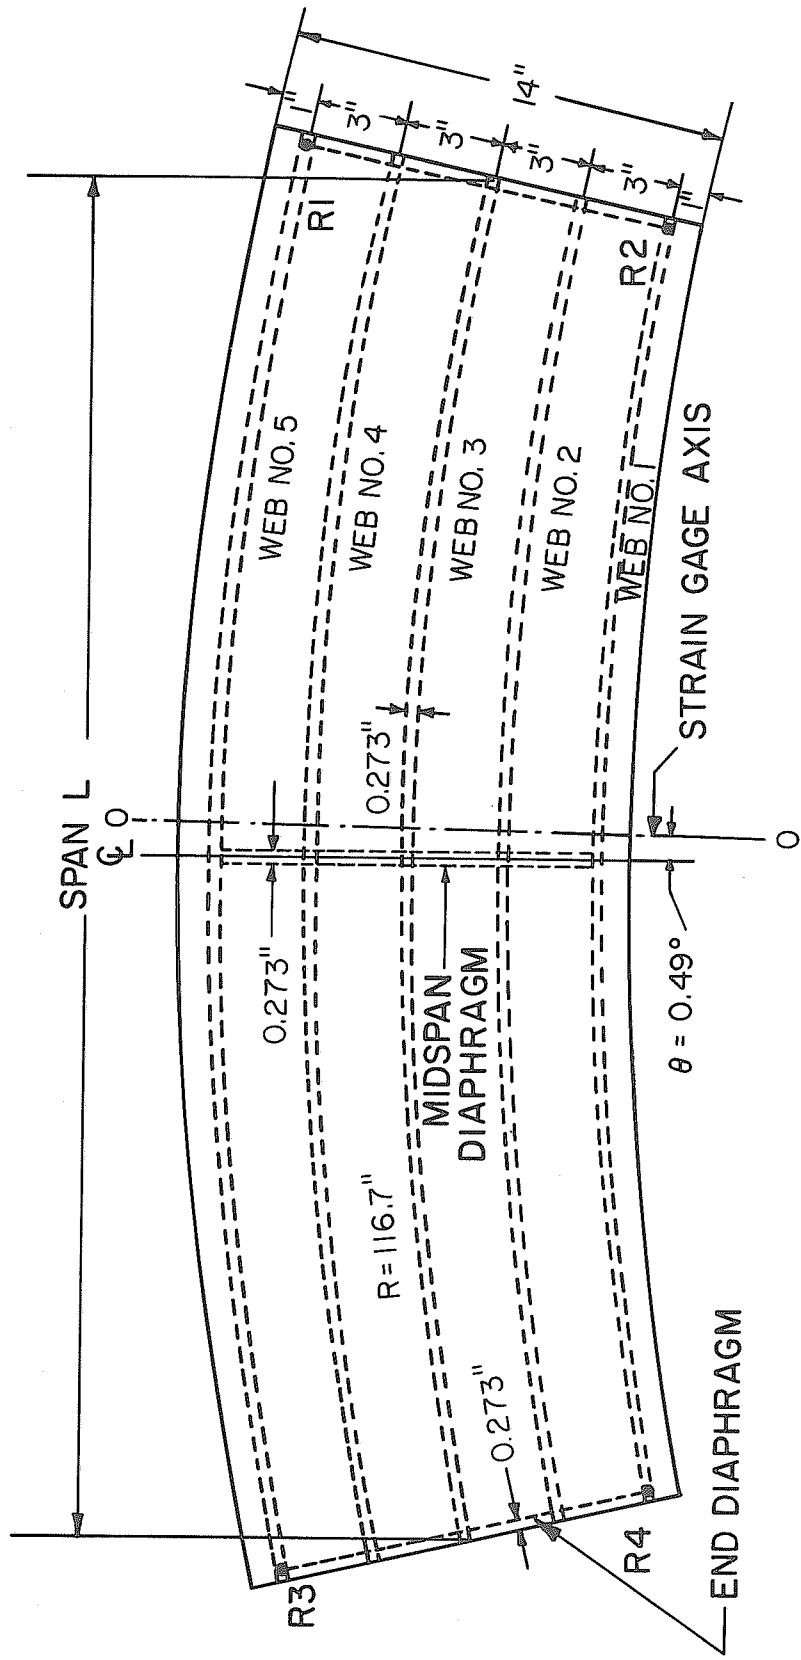 SPAN L
℄
O
R1
R2
R3
R4
1"
3"
3"
3"
3"
1"
14"
WEB NO. 5
WEB NO. 4
WEB NO. 3
WEB NO. 2
WEB NO. 1
0.273"
0.273"
0.273"
R = 116.7"
MIDSPAN
DIAPHRAGM
STRAIN GAGE AXIS
O
θ = 0.49°
END DIAPHRAGM